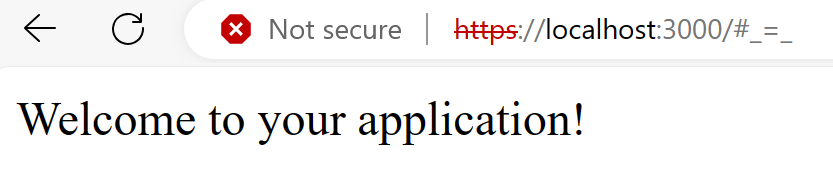 Not secure | https://localhost:3000/#_=_
Welcome to your application!